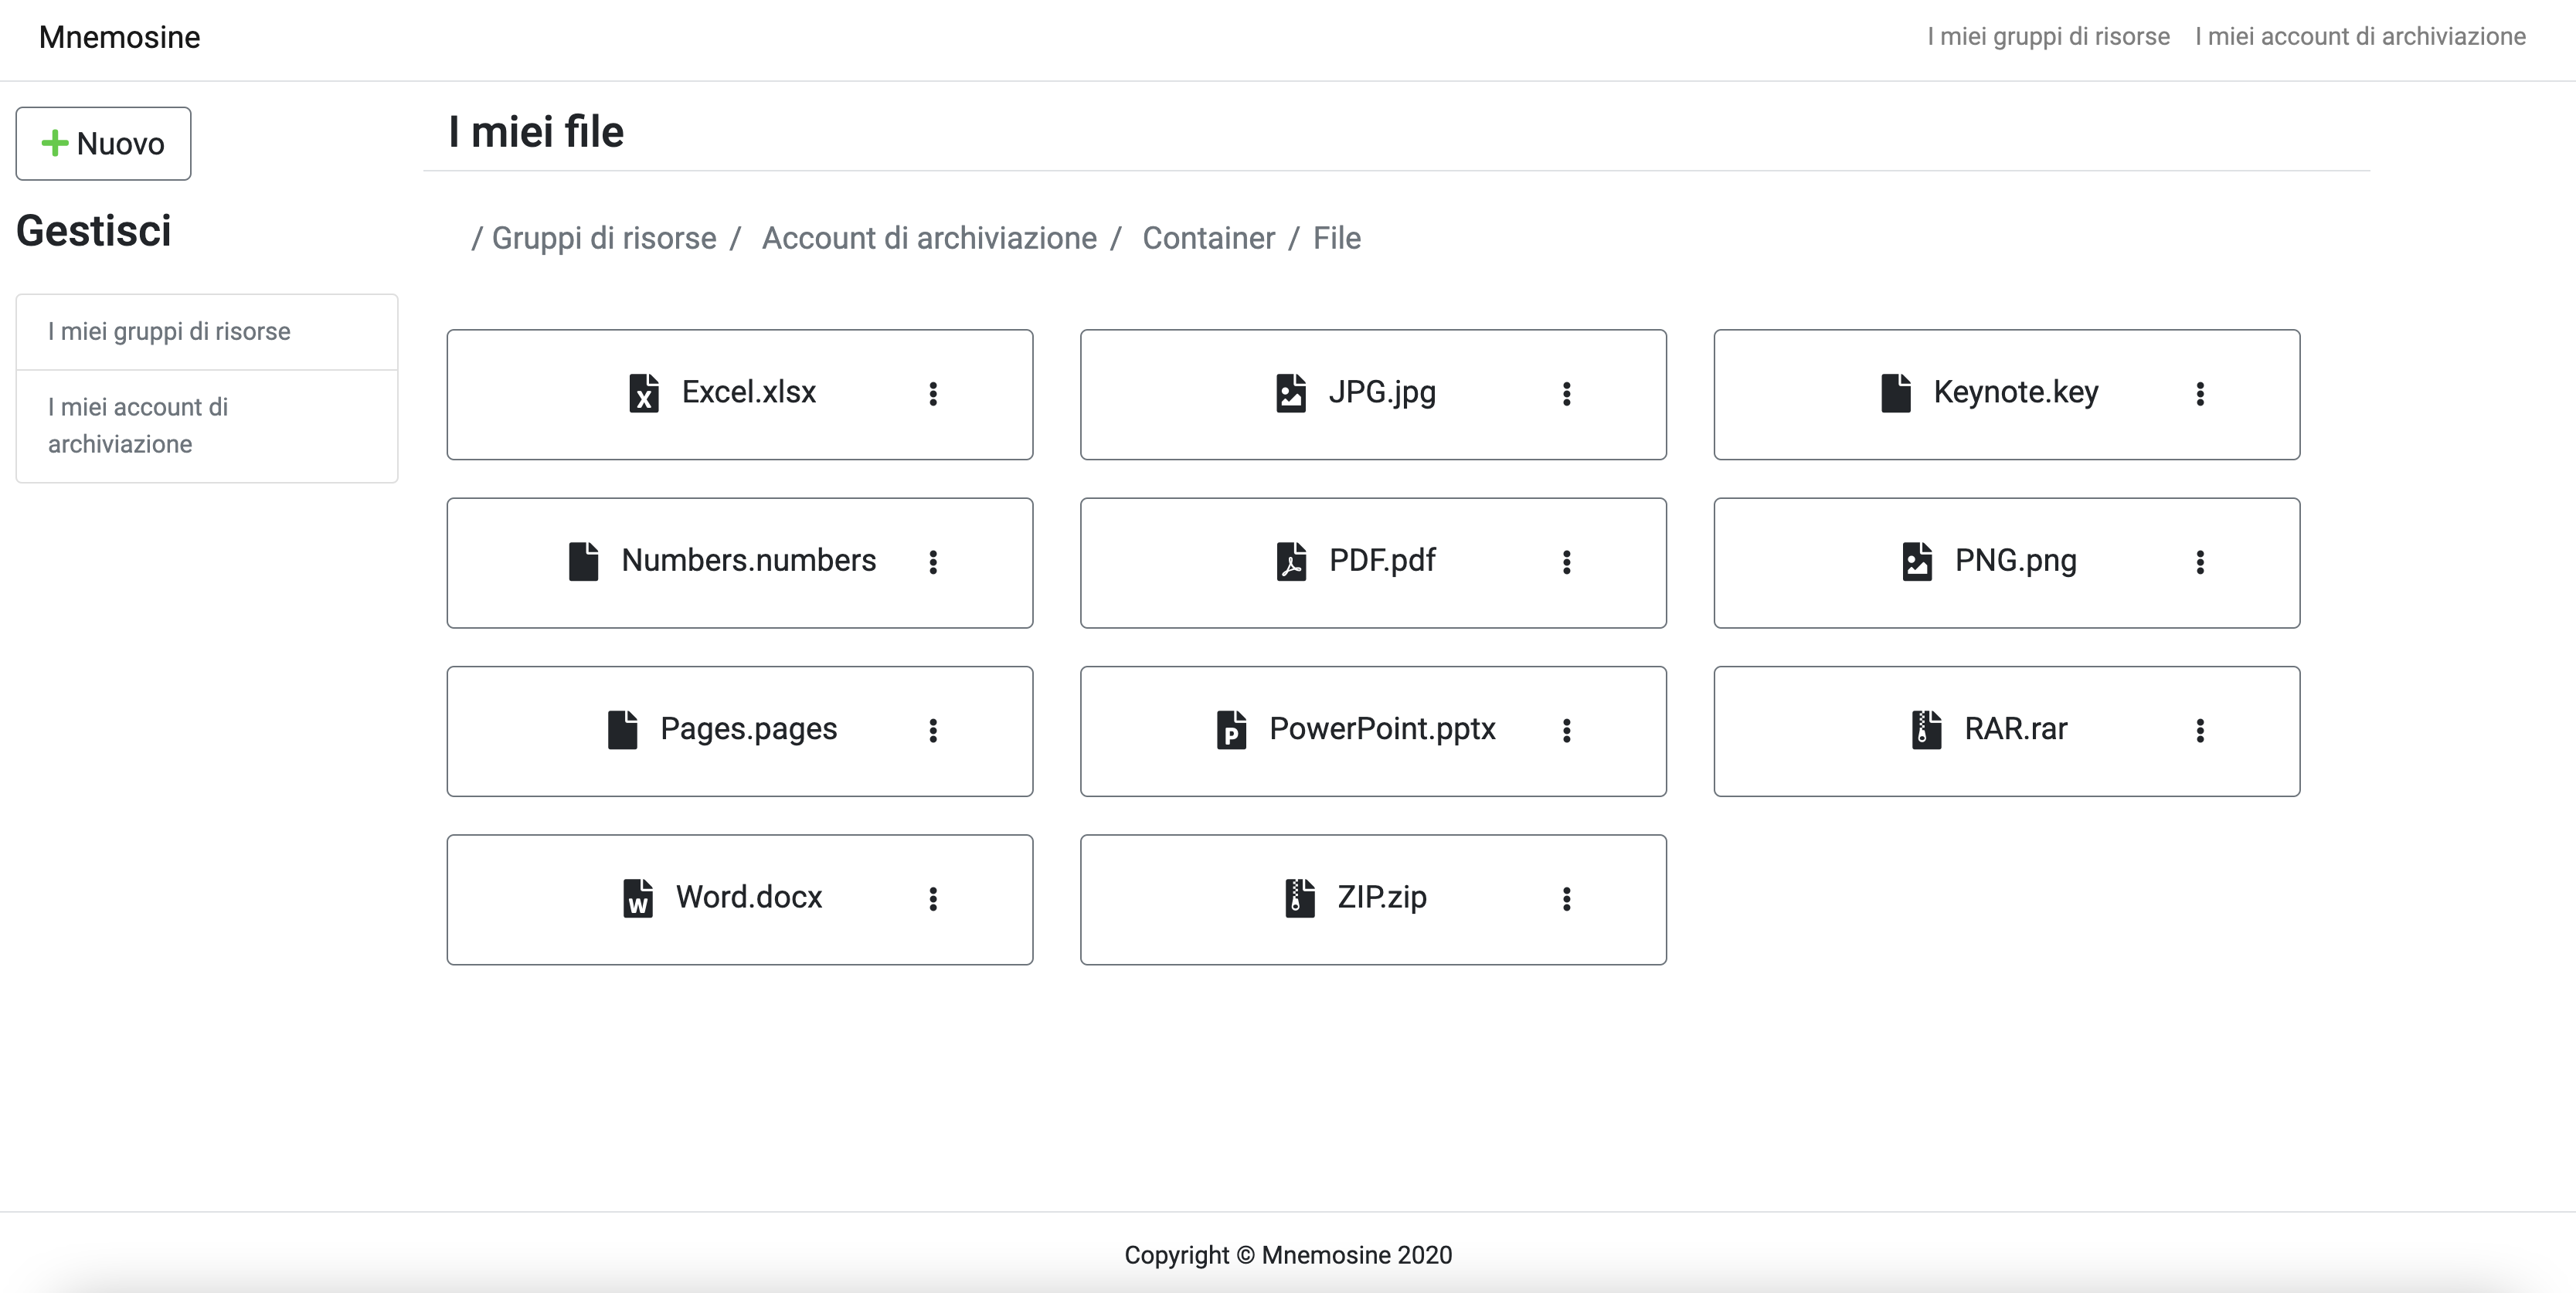 Mnemosine
I miei gruppi di risorse
I miei account di archiviazione
Nuovo
Gestisci
I miei gruppi di risorse
I miei account di
archiviazione
I miei file
/ Gruppi di risorse / Account di archiviazione / Container / File
Excel.xlsx
JPG.jpg
Keynote.key
Numbers.numbers
PDF.pdf
PNG.png
Pages.pages
PowerPoint.pptx
RAR.rar
Word.docx
ZIP.zip
Copyright © Mnemosine 2020